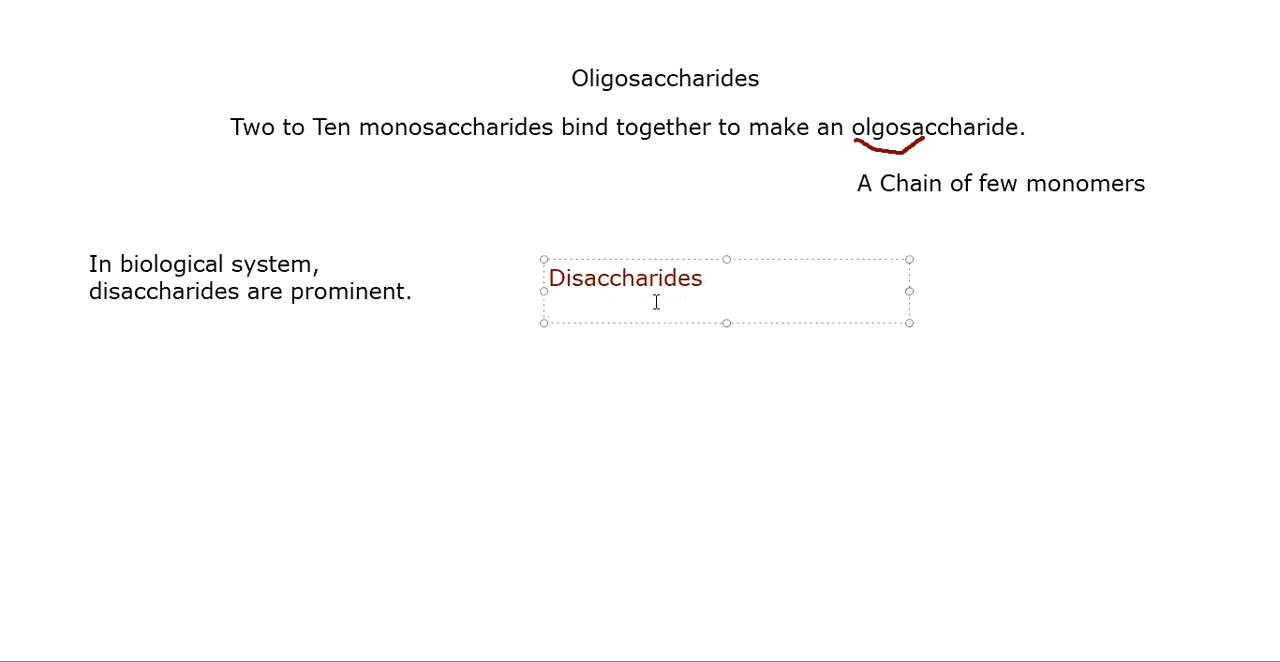 Oligosaccharides
Two to Ten monosaccharides bind together to make an olgosaccharide.
A Chain of few monomers
In biological system,
disaccharides are prominent.
Disaccharides